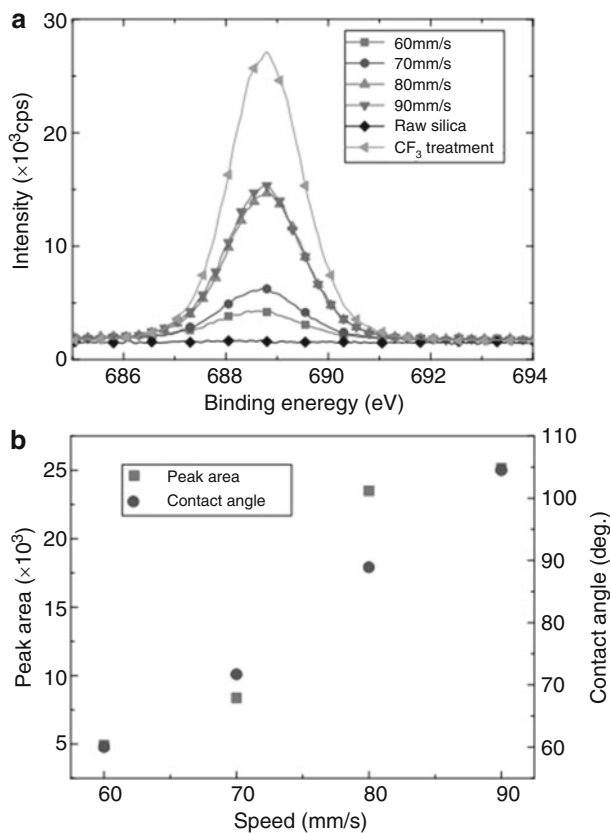 a
30
20
10
0
Intensity (×10³cps)
60mm/s
70mm/s
80mm/s
90mm/s
Raw silica
CF₃ treatment
686 688 690 692 694
Binding eneregy (eV)
b
25
20
15
10
5
Peak area (×10³)
Peak area
Contact angle
110
100
90
80
70
60
Contact angle (deg.)
60 70 80 90
Speed (mm/s)